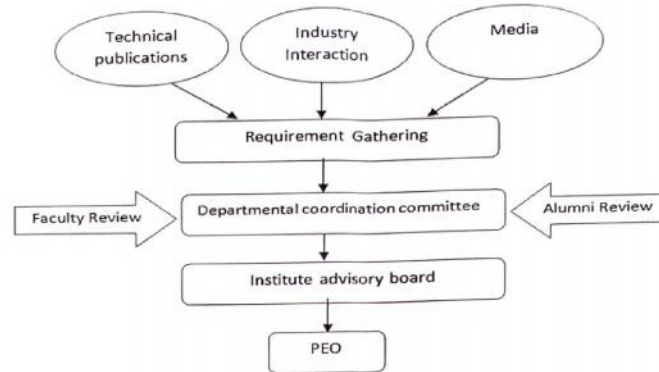 Technical
publications
Industry
Interaction
Media
Requirement Gathering
Faculty Review
Departmental coordination committee
Alumni Review
Institute advisory board
PEO